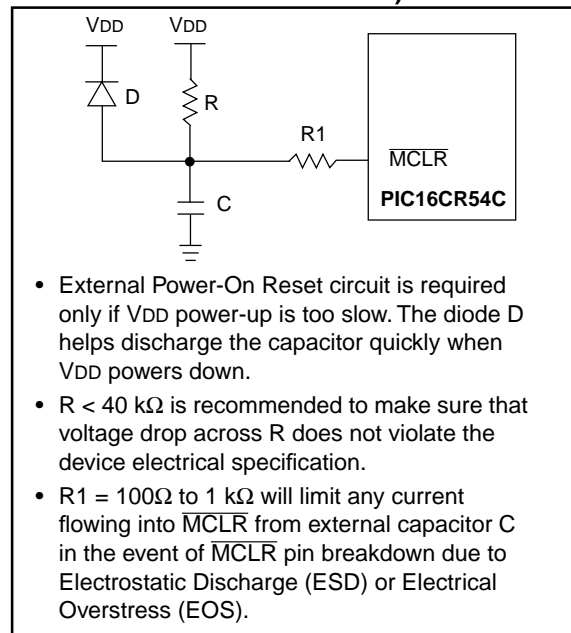 VDD VDD
D
R
R1
MCLR
PIC16CR54C
C
• External Power-On Reset circuit is required
only if VDD power-up is too slow. The diode D
helps discharge the capacitor quickly when
VDD powers down.
• R < 40 kΩ is recommended to make sure that
voltage drop across R does not violate the
device electrical specification.
• R1 = 100Ω to 1 kΩ will limit any current
flowing into MCLR from external capacitor C
in the event of MCLR pin breakdown due to
Electrostatic Discharge (ESD) or Electrical
Overstress (EOS).